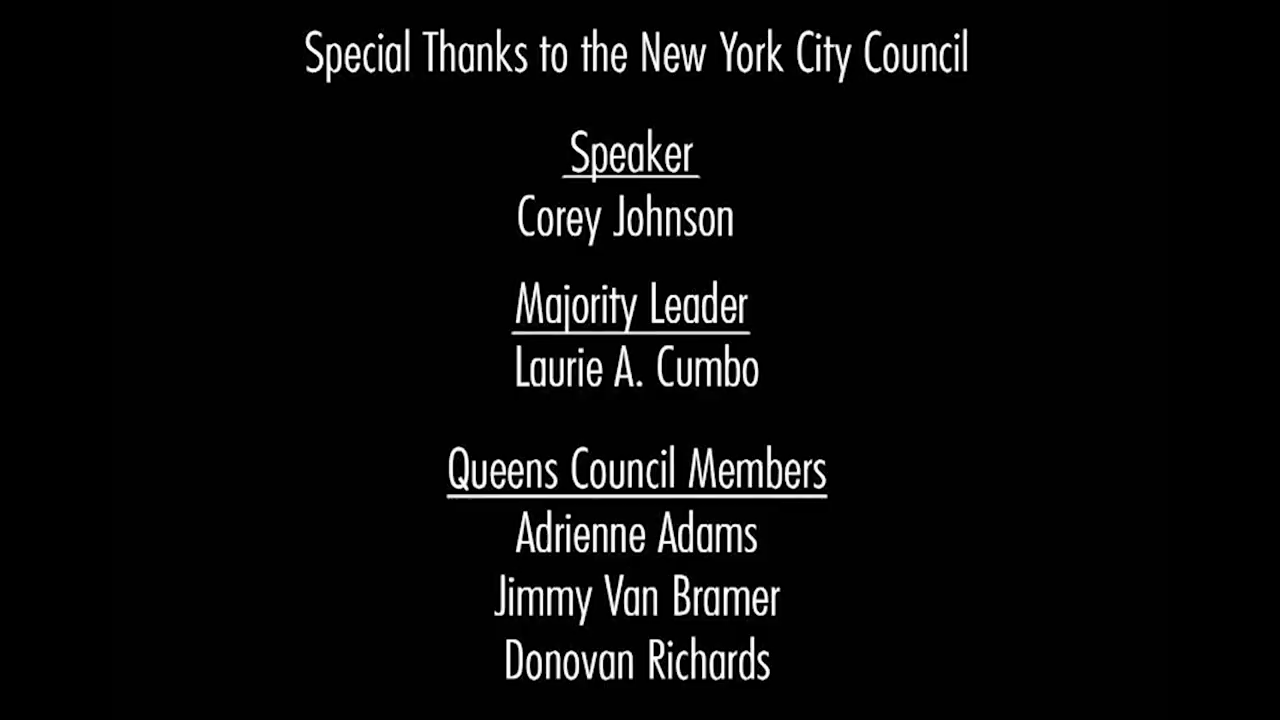 Special Thanks to the New York City Council
Speaker
Corey Johnson
Majority Leader
Laurie A. Cumbo
Queens Council Members
Adrienne Adams
Jimmy Van Bramer
Donovan Richards